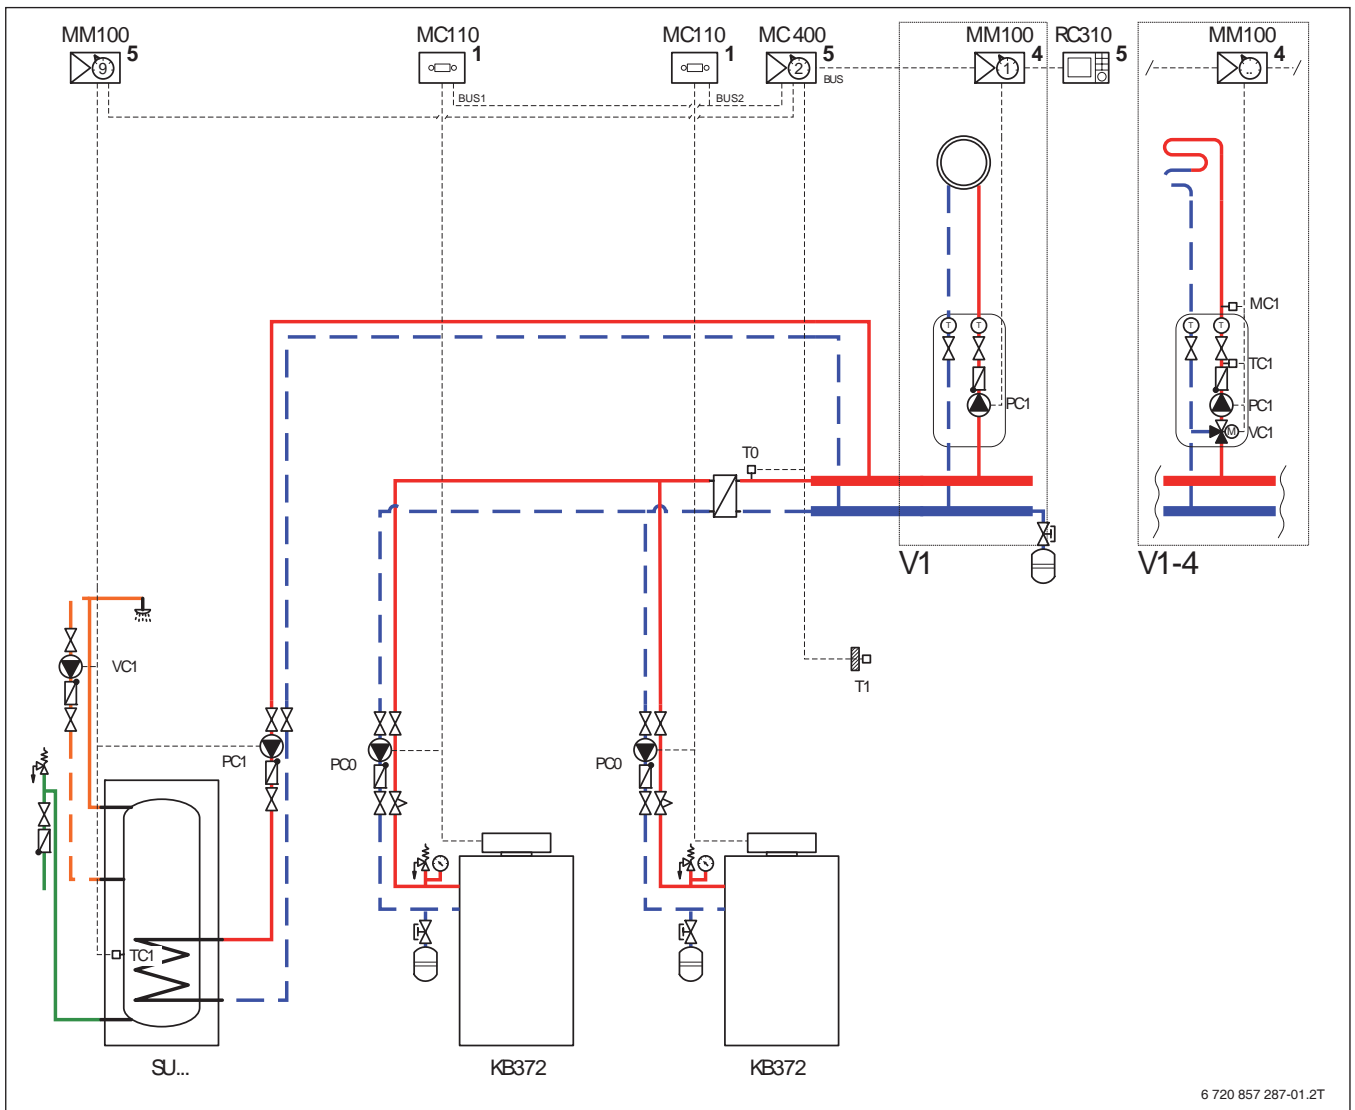 MM100 MC110 MC110 MC400 MM100 RC310 MM100
9 5 1 1 2 5 1 4 5 .. 4
BUS
BUS1 BUS2
MC1
T T T T
TC1
PC1 PC1
M VC1
T0
V1 V1-4
VC1
T1
PC1 PC0 PC0
TC1
SU... KB372 KB372
6 720 857 287-01.2T